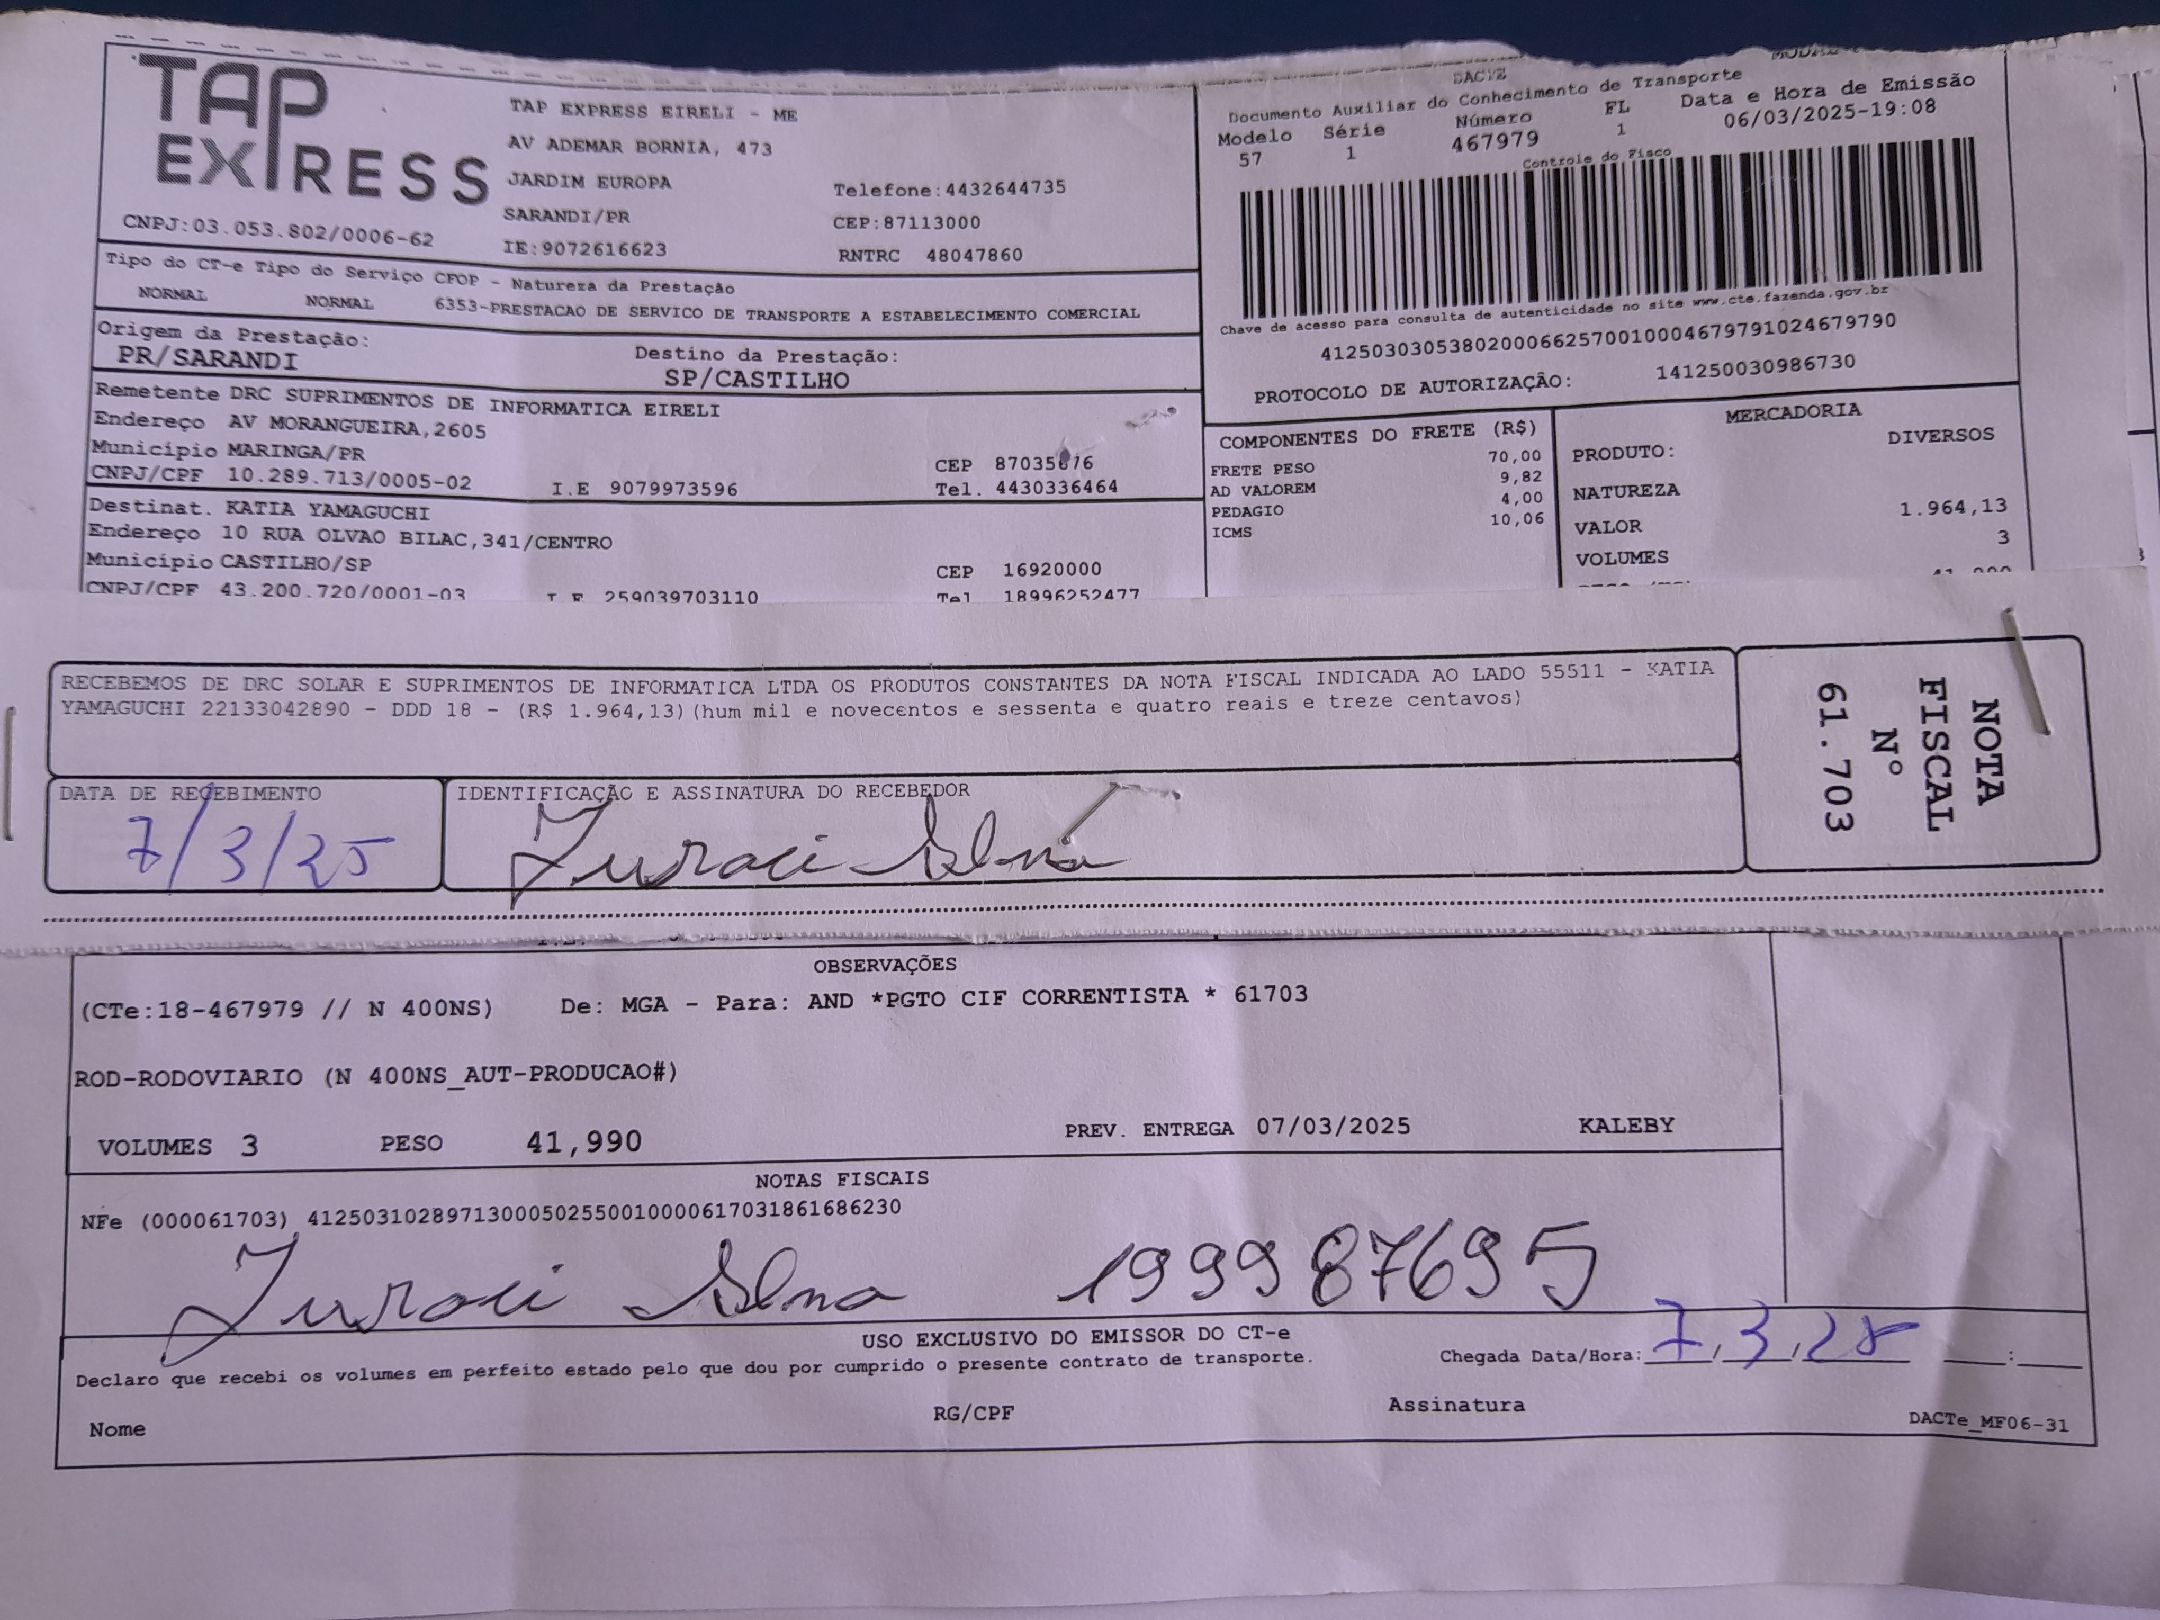 TAP EXPRESS
CNPJ:03.053.802/0006-62
TAP EXPRESS EIRELI - ME
AV ADEMAR BORNIA, 473
JARDIM EUROPA
SARANDI/PR
IE:9072616623
Telefone:4432644735
CEP:87113000
RNTRC 48047860
Documento Auxiliar do Conhecimento de Transporte
Modelo Série Número FL Data e Hora de Emissão
57 1 467979 1 06/03/2025-19:08
Controle do Fisco
Chave de acesso para consulta de autenticidade no site www.cte.fazenda.gov.br
41250303053802000662570010004679791024679790
PROTOCOLO DE AUTORIZAÇÂO: 141250030986730
Tipo do CT-e Tipo do Serviço CFOP - Natureza da Prestação
NORMAL NORMAL 6353-PRESTACAO DE SERVICO DE TRANSPORTE A ESTABELECIMENTO COMERCIAL
Origem da Prestação: Destino da Prestação:
PR/SARANDI SP/CASTILHO
Remetente DRC SUPRIMENTOS DE INFORMATICA EIRELI
Endereço AV MORANGUEIRA,2605
Município MARINGA/PR CEP
CNPJ/CPF 10.289.713/0005-02 I.E 9079973596 Tel. 4430336464
Destinat. KATIA YAMAGUCHI
Endereço 10 RUA OLVAO BILAC,341/CENTRO
Município CASTILHO/SP CEP 16920000
CNPJ/CPF 43.200.720/0001-03 I.E 259039703110 Tel 18996252477
COMPONENTES DO FRETE (R$)
FRETE PESO 70,00
AD VALOREM 9,82
PEDAGIO 4,00
ICMS 10,06
MERCADORIA
PRODUTO: DIVERSOS
NATUREZA
VALOR 1.964,13
VOLUMES 3
RECEBEMOS DE DRC SOLAR E SUPRIMENTOS DE INFORMATICA LTDA OS PRODUTOS CONSTANTES DA NOTA FISCAL INDICADA AO LADO 55511 - KATIA
YAMAGUCHI 22133042890 - DDD 18 - (R$ 1.964,13)(hum mil e novecentos e sessenta e quatro reais e treze centavos)
NOTA
FISCAL
Nº
61.703
DATA DE RECEBIMENTO
7/3/25
IDENTIFICAÇÃO E ASSINATURA DO RECEBEDOR
OBSERVAÇÕES
(CTe:18-467979 // N 400NS) De: MGA - Para: AND *PGTO CIF CORRENTISTA * 61703
ROD-RODOVIARIO (N 400NS_AUT-PRODUCAO#)
VOLUMES 3 PESO 41,990 PREV. ENTREGA 07/03/2025 KALEBY
NOTAS FISCAIS
NFe (000061703) 41250310289713000502550010000617031861686230
199987695
USO EXCLUSIVO DO EMISSOR DO CT-e
Declaro que recebi os volumes em perfeito estado pelo que dou por cumprido o presente contrato de transporte.
Chegada Data/Hora: 7/3/25 :
Nome RG/CPF Assinatura
DACTe_MF06-31